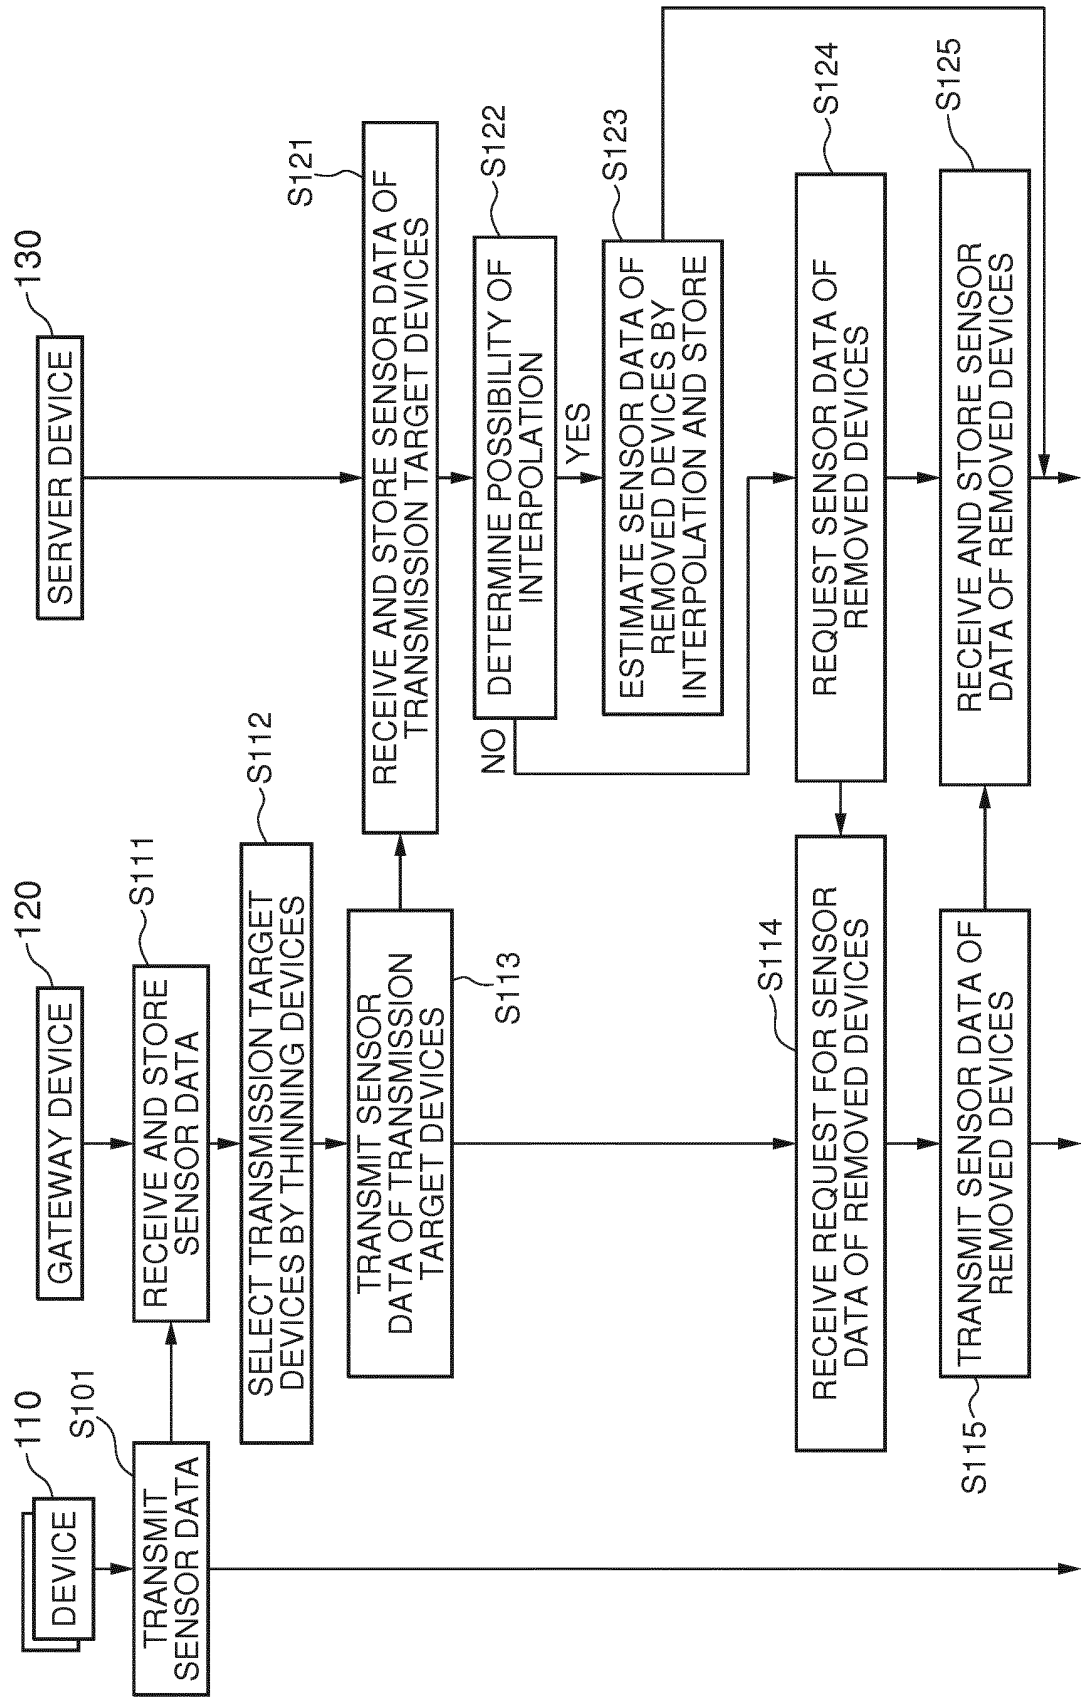 110
DEVICE
S101
TRANSMIT
SENSOR DATA
120
GATEWAY DEVICE
S111
RECEIVE AND STORE
SENSOR DATA
S112
SELECT TRANSMISSION TARGET
DEVICES BY THINNING DEVICES
TRANSMIT SENSOR
DATA OF TRANSMISSION
TARGET DEVICES
S113
S114
RECEIVE REQUEST FOR SENSOR
DATA OF REMOVED DEVICES
TRANSMIT SENSOR DATA OF
REMOVED DEVICES
S115
130
SERVER DEVICE
S121
RECEIVE AND STORE SENSOR DATA OF
TRANSMISSION TARGET DEVICES
S122
DETERMINE POSSIBILITY OF
INTERPOLATION
NO
YES
S123
ESTIMATE SENSOR DATA OF
REMOVED DEVICES BY
INTERPOLATION AND STORE
S124
REQUEST SENSOR DATA OF
REMOVED DEVICES
S125
RECEIVE AND STORE SENSOR
DATA OF REMOVED DEVICES